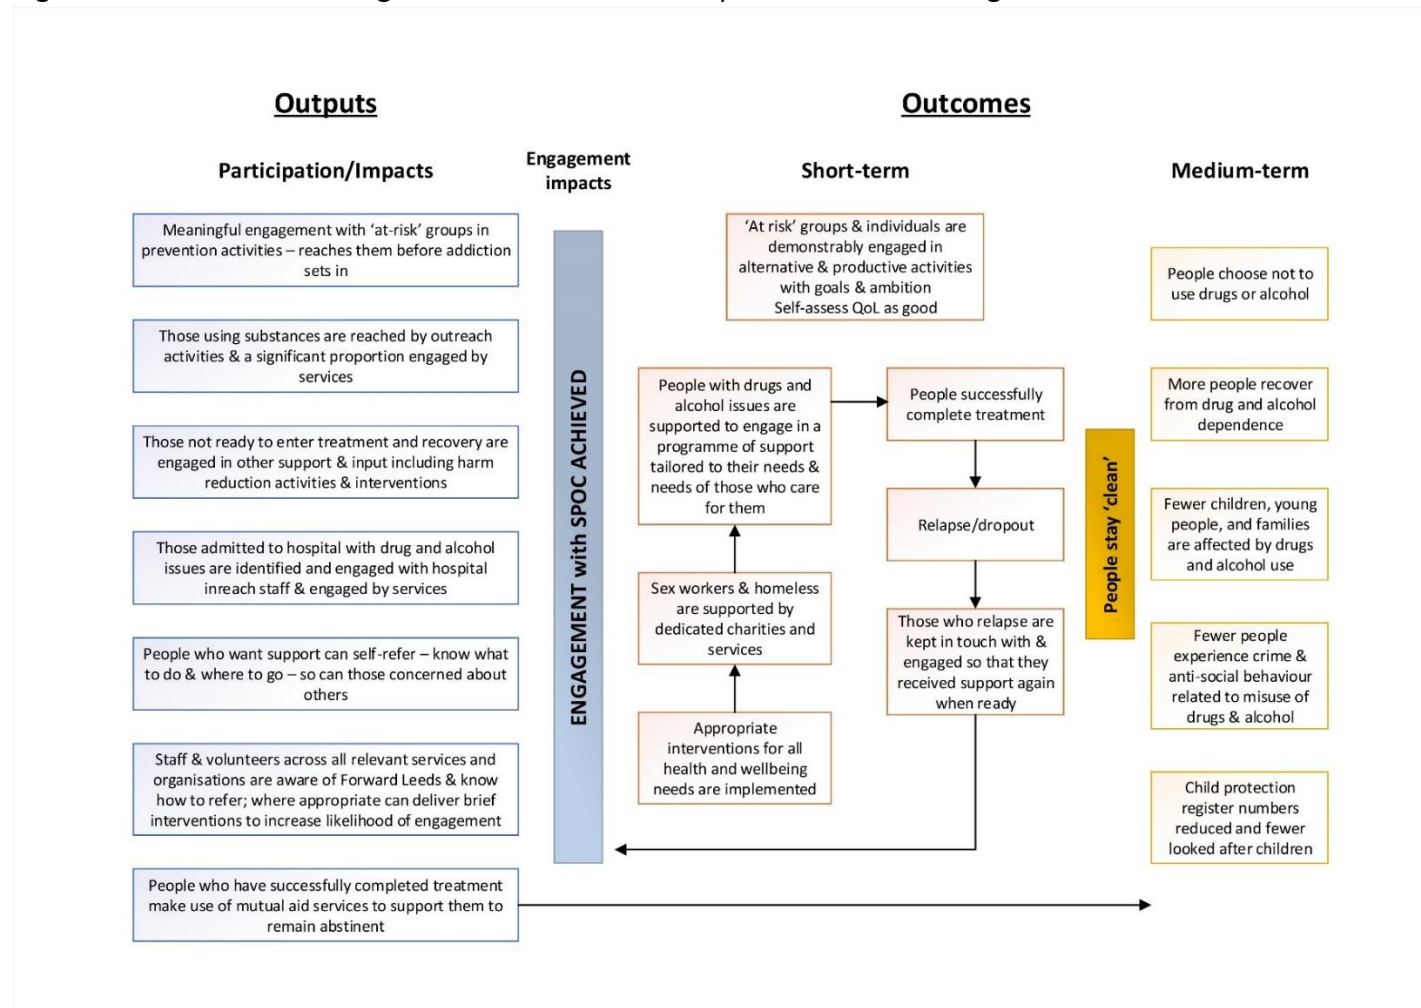 Outputs
Outcomes
Participation/Impacts
Engagement
impacts
Short-term
Medium-term
Meaningful engagement with ‘at-risk’ groups in
prevention activities – reaches them before addiction
sets in
Those using substances are reached by outreach
activities & a significant proportion engaged by
services
Those not ready to enter treatment and recovery are
engaged in other support & input including harm
reduction activities & interventions
Those admitted to hospital with drug and alcohol
issues are identified and engaged with hospital
inreach staff & engaged by services
People who want support can self-refer – know what
to do & where to go – so can those concerned about
others
Staff & volunteers across all relevant services and
organisations are aware of Forward Leeds & know
how to refer; where appropriate can deliver brief
interventions to increase likelihood of engagement
People who have successfully completed treatment
make use of mutual aid services to support them to
remain abstinent
ENGAGEMENT with SPOC ACHIEVED
‘At risk’ groups & individuals are
demonstrably engaged in
alternative & productive activities
with goals & ambition
Self-assess QoL as good
People with drugs and
alcohol issues are
supported to engage in a
programme of support
tailored to their needs &
needs of those who care
for them
Sex workers & homeless
are supported by
dedicated charities and
services
Appropriate
interventions for all
health and wellbeing
needs are implemented
People successfully
complete treatment
Relapse/dropout
Those who relapse are
kept in touch with &
engaged so that they
received support again
when ready
People stay ‘clean’
People choose not to
use drugs or alcohol
More people recover
from drug and alcohol
dependence
Fewer children, young
people, and families
are affected by drugs
and alcohol use
Fewer people
experience crime &
anti-social behaviour
related to misuse of
drugs & alcohol
Child protection
register numbers
reduced and fewer
looked after children